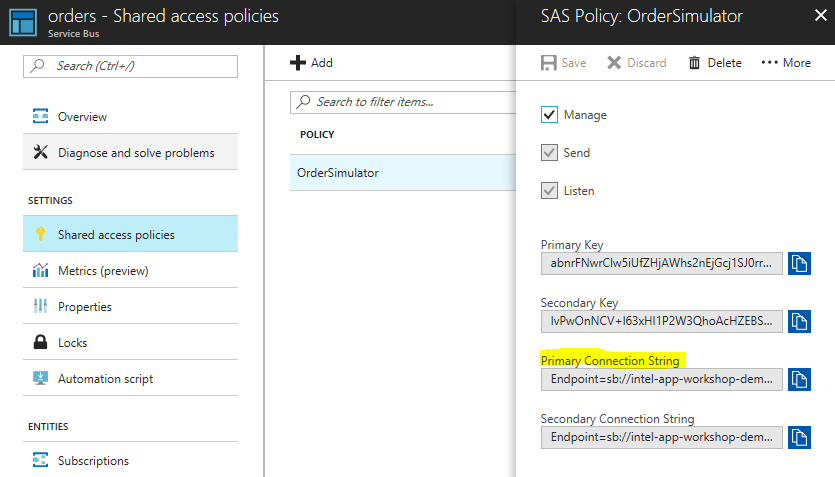 orders - Shared access policies
Service Bus
Search (Ctrl+/)
Overview
Diagnose and solve problems
SETTINGS
Shared access policies
Metrics (preview)
Properties
Locks
Automation script
ENTITIES
Subscriptions
Add
Search to filter items...
POLICY
OrderSimulator
SAS Policy: OrderSimulator
Save Discard Delete More
Manage
Send
Listen
Primary Key
abnrFNwrClw5iUfZHjAWhs2nEjGcj1SJ0rr...
Secondary Key
lvPwOnNCV+I63xHI1P2W3QhoAcHZEBS...
Primary Connection String
Endpoint=sb://intel-app-workshop-dem...
Secondary Connection String
Endpoint=sb://intel-app-workshop-dem...